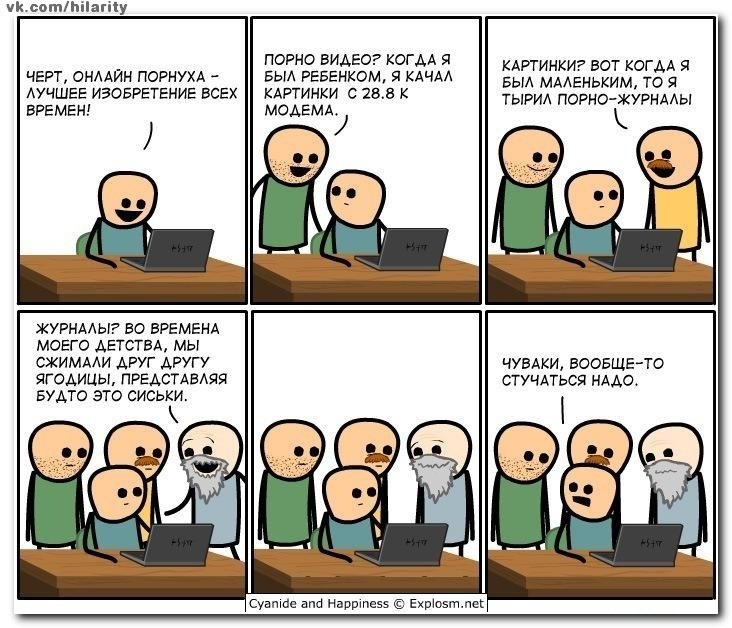 vk.com/hilarity
ЧЕРТ, ОНЛАЙН ПОРНУХА -
ЛУЧШЕЕ ИЗОБРЕТЕНИЕ ВСЕХ
ВРЕМЕН!
ПОРНО ВИДЕО? КОГДА Я
БЫЛ РЕБЕНКОМ, Я КАЧАЛ
КАРТИНКИ С 28.8 К
МОДЕМА.
КАРТИНКИ? ВОТ КОГДА Я
БЫЛ МАЛЕНЬКИМ, ТО Я
ТЫРИЛ ПОРНО-ЖУРНАЛЫ
ЖУРНАЛЫ? ВО ВРЕМЕНА
МОЕГО ДЕТСТВА, МЫ
СЖИМАЛИ ДРУГ ДРУГУ
ЯГОДИЦЫ, ПРЕДСТАВЛЯЯ
БУДТО ЭТО СИСЬКИ.
ЧУВАКИ, ВООБЩЕ-ТО
СТУЧАТЬСЯ НАДО.
Cyanide and Happiness © Explosm.net